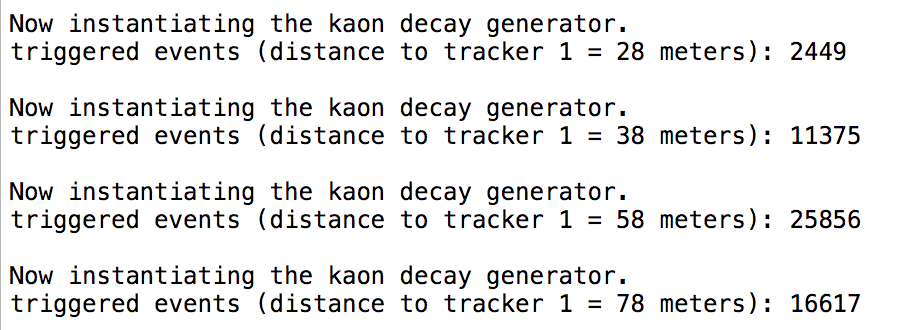 Now instantiating the kaon decay generator.
triggered events (distance to tracker 1 = 28 meters): 2449
Now instantiating the kaon decay generator.
triggered events (distance to tracker 1 = 38 meters): 11375
Now instantiating the kaon decay generator.
triggered events (distance to tracker 1 = 58 meters): 25856
Now instantiating the kaon decay generator.
triggered events (distance to tracker 1 = 78 meters): 16617